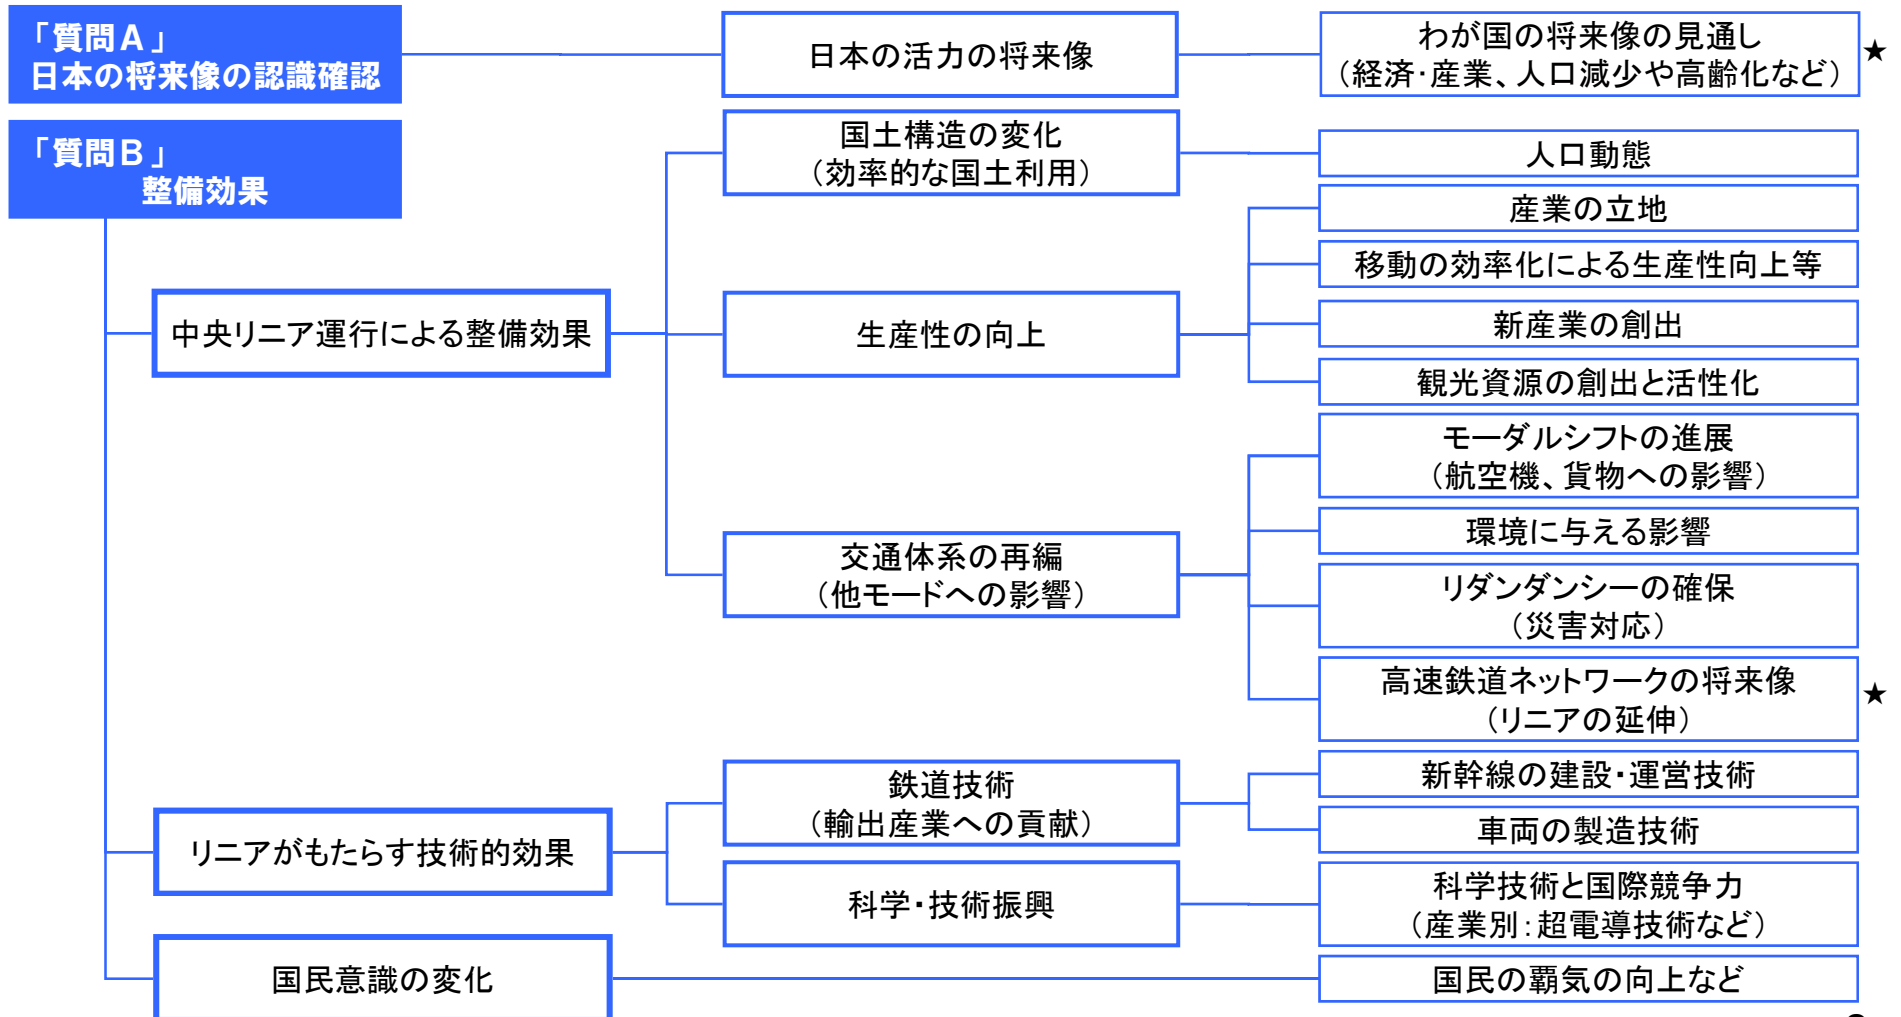 「質問A」
日本の将来像の認識確認
日本の活力の将来像
わが国の将来像の見通し
（経済・産業、人口減少や高齢化など）
★
「質問B」
整備効果
国土構造の変化
（効率的な国土利用）
人口動態
産業の立地
移動の効率化による生産性向上等
中央リニア運行による整備効果
生産性の向上
新産業の創出
観光資源の創出と活性化
モーダルシフトの進展
（航空機、貨物への影響）
環境に与える影響
交通体系の再編
（他モードへの影響）
リダンダンシーの確保
（災害対応）
高速鉄道ネットワークの将来像
（リニアの延伸）
★
鉄道技術
（輸出産業への貢献）
新幹線の建設・運営技術
車両の製造技術
リニアがもたらす技術的効果
科学・技術振興
科学技術と国際競争力
（産業別：超電導技術など）
国民意識の変化
国民の覇気の向上など